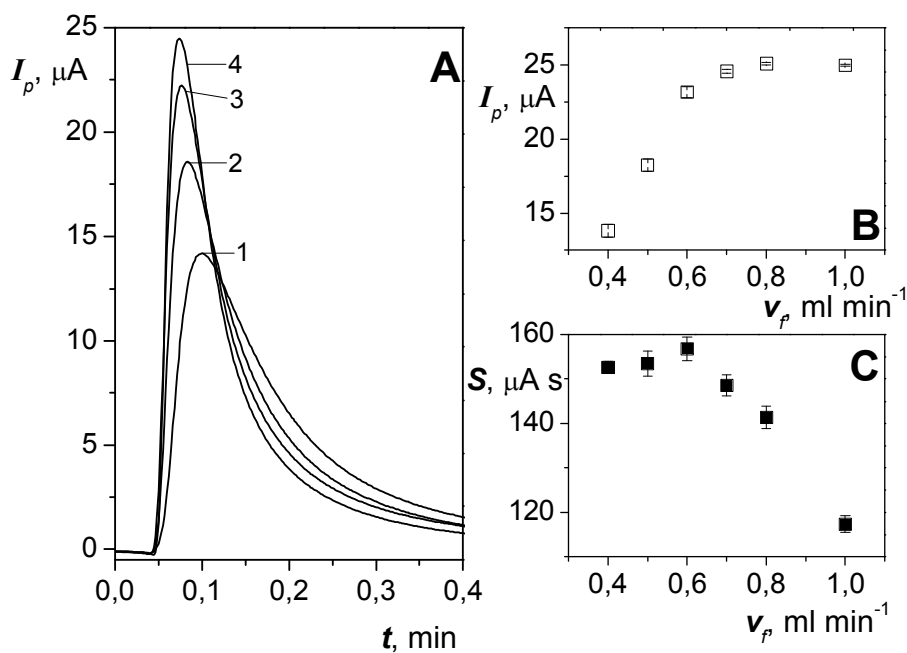 A
I_p, μA
25
20
15
10
5
0
4
3
2
1
0,0 0,1 0,2 0,3 0,4
t, min
B
I_p, μA
30
25
20
15
0,4 0,6 0,8 1,0
v_f, ml min⁻¹
C
S, μA s
160
140
120
0,4 0,6 0,8 1,0
v_f, ml min⁻¹